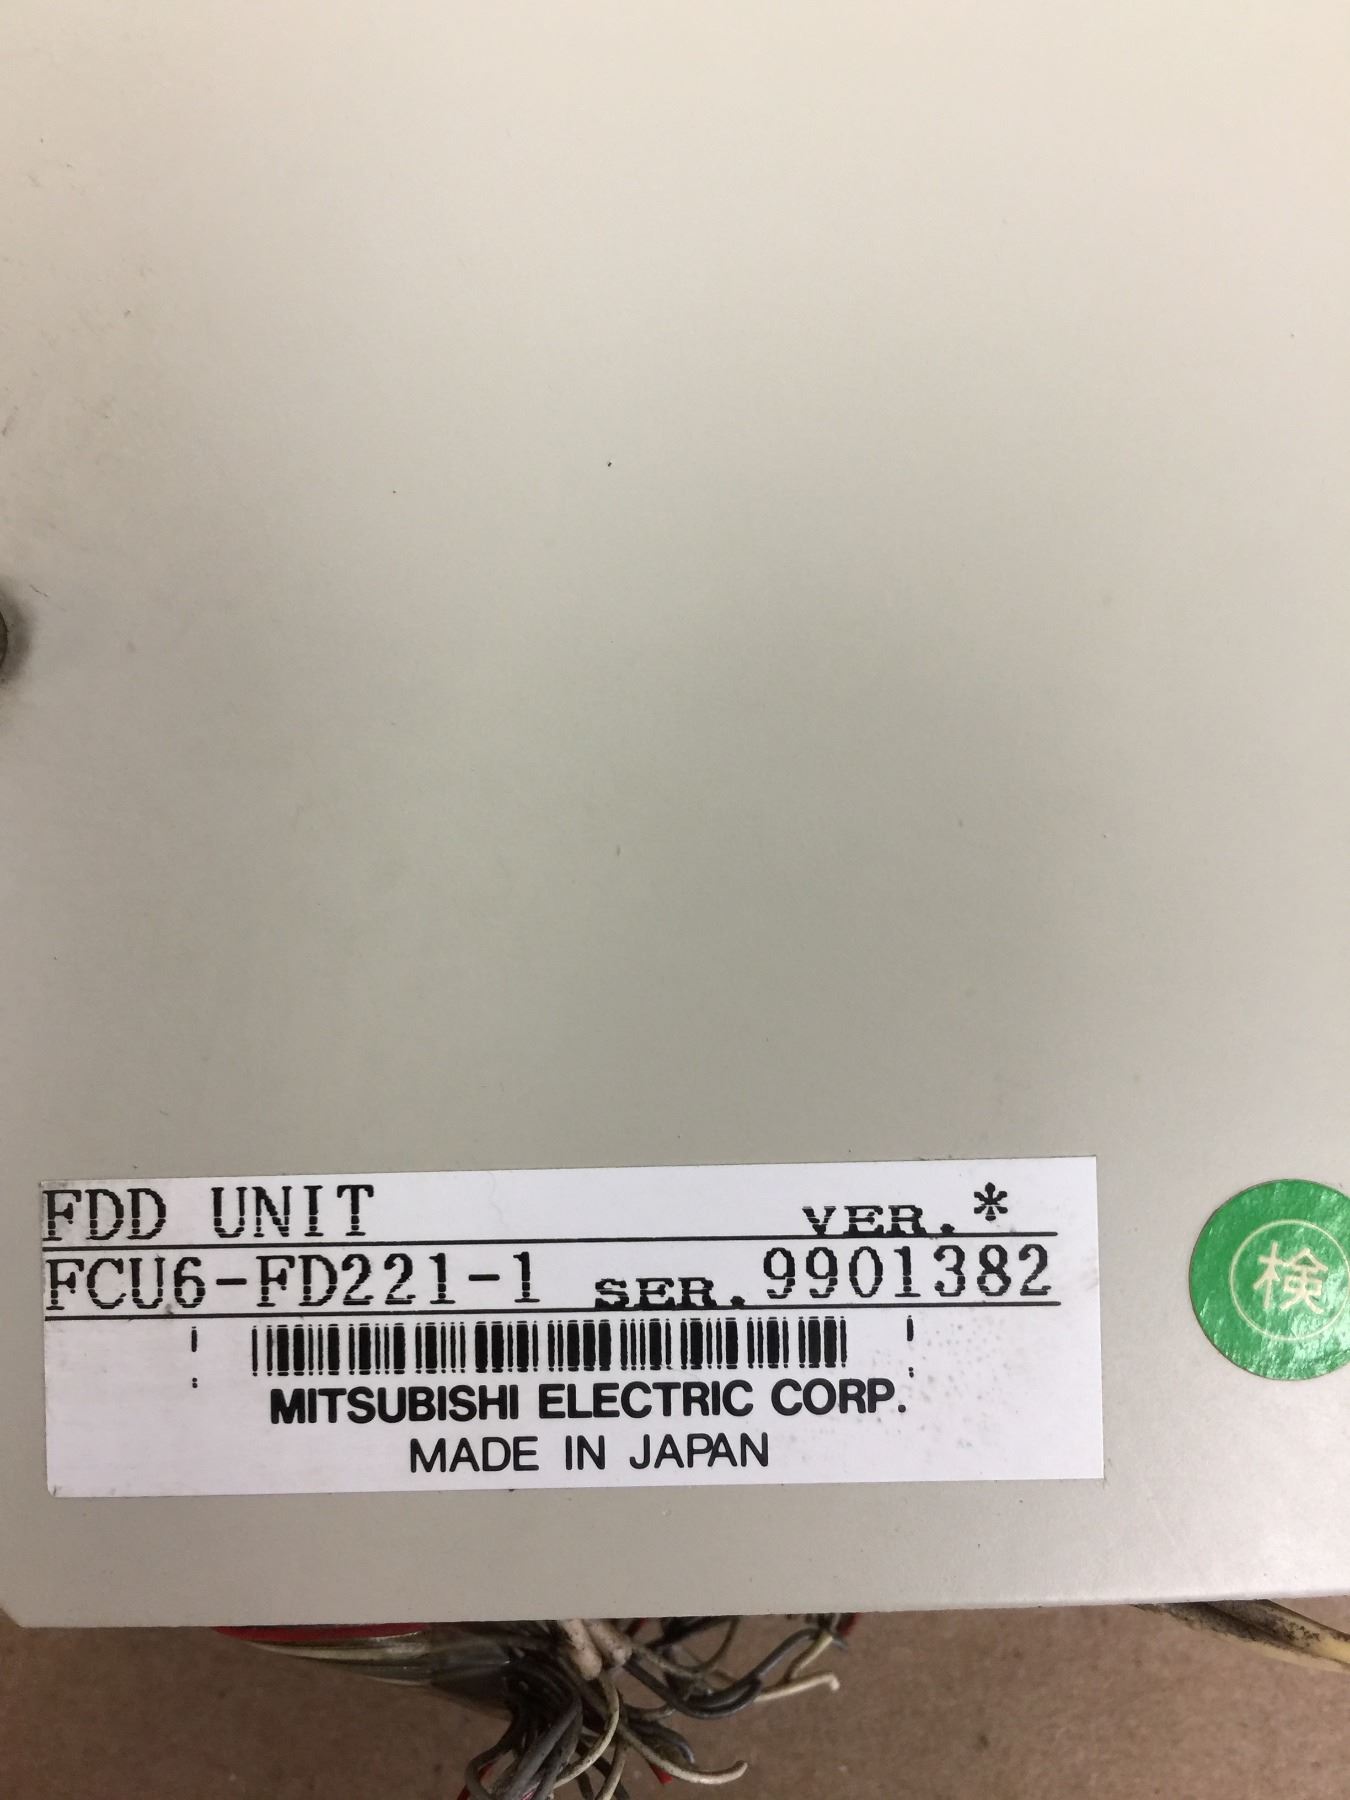 FDD UNIT VER.*
FCU6-FD221-1 SER.9901382
MITSUBISHI ELECTRIC CORP.
MADE IN JAPAN
検